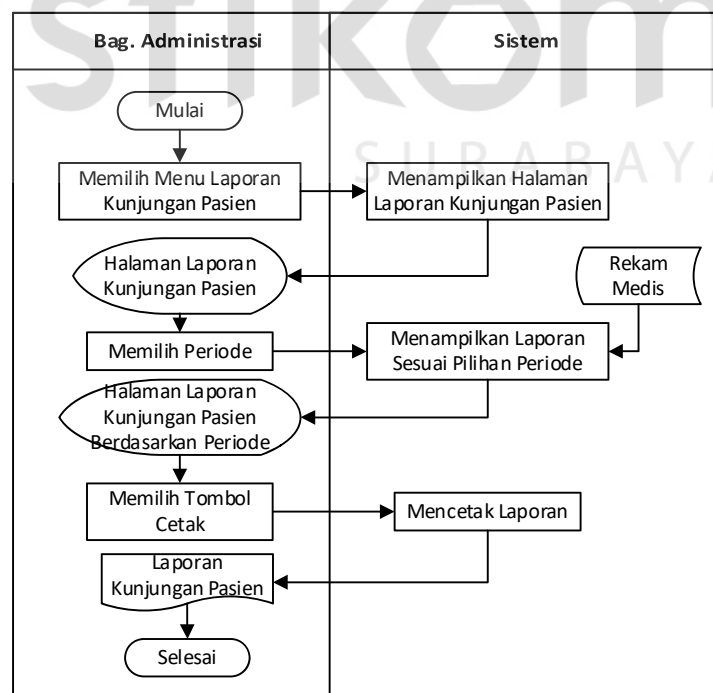 stikom
SURABAYA
Bag. Administrasi
Sistem
Mulai
Memilih Menu Laporan
Kunjungan Pasien
Menampilkan Halaman
Laporan Kunjungan Pasien
Halaman Laporan
Kunjungan Pasien
Rekam
Medis
Memilih Periode
Menampilkan Laporan
Sesuai Pilihan Periode
Halaman Laporan
Kunjungan Pasien
Berdasarkan Periode
Memilih Tombol
Cetak
Mencetak Laporan
Laporan
Kunjungan Pasien
Selesai